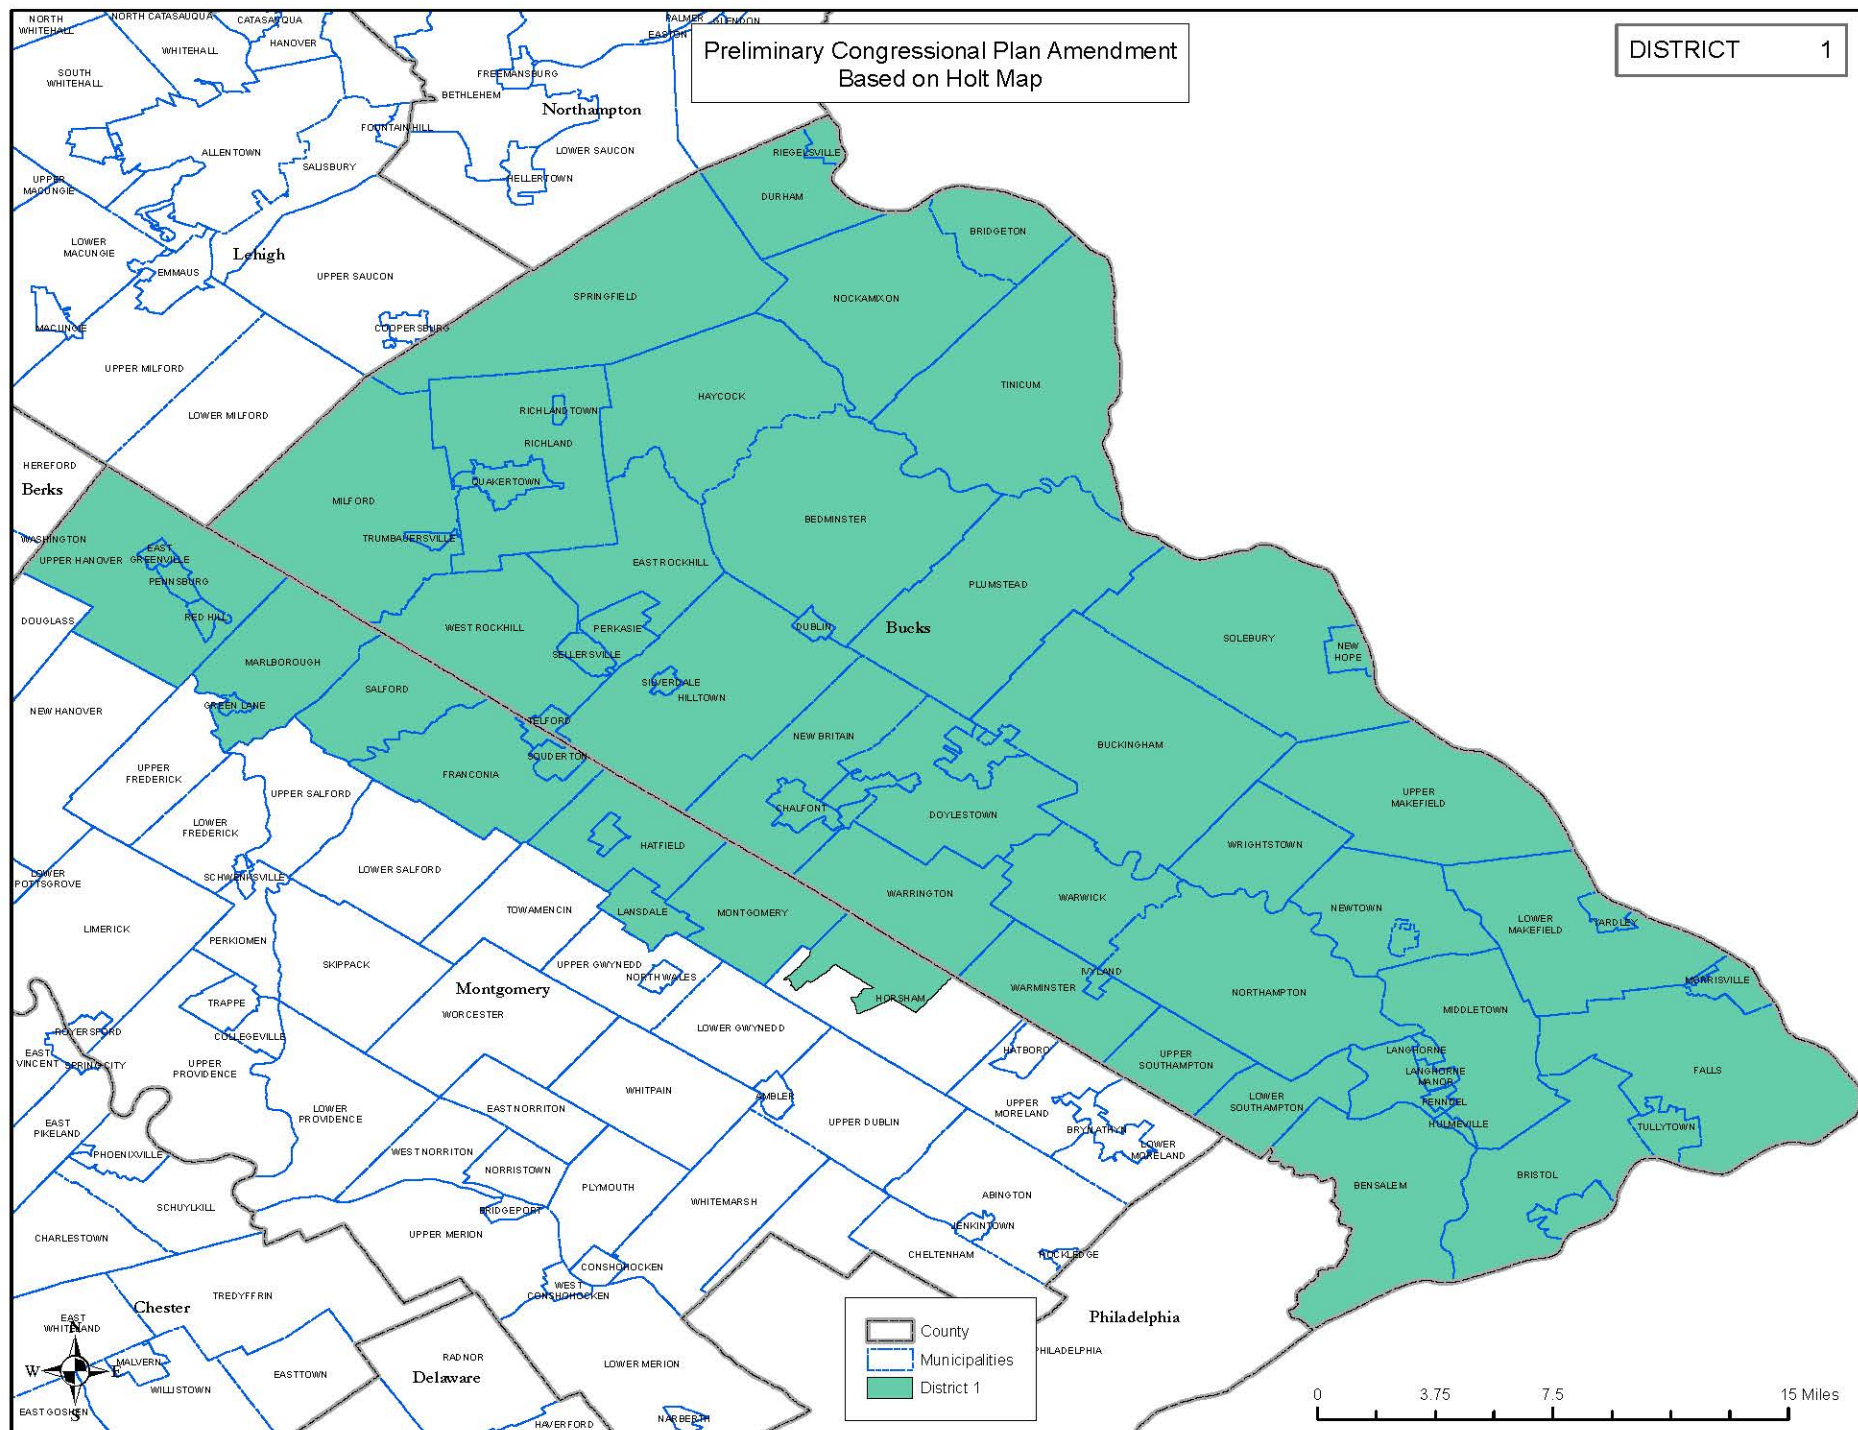 Preliminary Congressional Plan Amendment
Based on Holt Map
DISTRICT 1
NORTH
WHITEHALL
NORTH CATASAUQUA
CATASAUQUA
HANOVER
WHITEHALL
SOUTH
WHITEHALL
PALMER
GLENDON
EASTON
FREEMANSBURG
BETHLEHEM
Northampton
FOUNTAIN HILL
ALLENTOWN
SALISBURY
LOWER SAUCON
HELLERTOWN
UPPER
MACUNGIE
RIEGELSVILLE
DURHAM
BRIDGETON
LOWER
MACUNGIE
Lehigh
EMMAUS
UPPER SAUCON
SPRINGFIELD
NOCKAMIXON
MACUNGIE
COOPERSBURG
UPPER MILFORD
TINICUM
HAYCOCK
LOWER MILFORD
RICHLANDTOWN
RICHLAND
HEREFORD
Berks
QUAKERTOWN
MILFORD
BEDMINSTER
TRUMBAUERSVILLE
WASHINGTON
UPPER HANOVER
EAST
GREENVILLE
PENNSBURG
RED HILL
EAST ROCKHILL
PLUMSTEAD
DOUGLASS
WEST ROCKHILL
PERKASIE
DUBLIN
Bucks
SOLEBURY
NEW
HOPE
SELLERSVILLE
MARLBOROUGH
SALFORD
SILVERDALE
HILLTOWN
GREEN LANE
NEW HANOVER
TELFORD
NEW BRITAIN
BUCKINGHAM
SOUDERTON
UPPER
FREDERICK
FRANCONIA
UPPER SALFORD
UPPER
MAKEFIELD
CHALFONT
DOYLESTOWN
LOWER
FREDERICK
HATFIELD
WRIGHTSTOWN
LOWER
POTTSGROVE
SCHWENKSVILLE
LOWER SALFORD
WARRINGTON
WARWICK
NEWTOWN
TOWAMENCIN
LANSDALE
MONTGOMERY
LOWER
MAKEFIELD
YARDLEY
LIMERICK
PERKIOMEN
SKIPPACK
UPPER GWYNEDD
NORTH WALES
IVYLAND
WARMINSTER
NORTHAMPTON
MORRISVILLE
Montgomery
HORSHAM
TRAPPE
WORCESTER
MIDDLETOWN
ROYERSFORD
COLLEGEVILLE
LOWER GWYNEDD
EAST
VINCENT
SPRING CITY
UPPER
PROVIDENCE
HATBORO
UPPER
SOUTHAMPTON
LANGHORNE
LANGHORNE
MANOR
FALLS
WHITPAIN
AMBLER
PENNDEL
LOWER
SOUTHAMPTON
HULMEVILLE
TULLYTOWN
LOWER
PROVIDENCE
EAST NORRITON
UPPER DUBLIN
UPPER
MORELAND
BRYN ATHYN
LOWER
MORELAND
EAST
PIKELAND
PHOENIXVILLE
WEST NORRITON
NORRISTOWN
PLYMOUTH
WHITEMARSH
ABINGTON
BENSALEM
BRISTOL
SCHUYLKILL
BRIDGEPORT
JENKINTOWN
CHARLESTOWN
UPPER MERION
CHELTENHAM
ROCKLEDGE
CONSHOHOCKEN
WEST
CONSHOHOCKEN
TREDYFFRIN
Chester
EAST
WHITELAND
Philadelphia
PHILADELPHIA
MALVERN
WILLISTOWN
EASTTOWN
RADNOR
Delaware
LOWER MERION
EAST GOSHEN
HAVERFORD
NARBERTH
N
W E
S
County
Municipalities
District 1
0 3.75 7.5 15 Miles